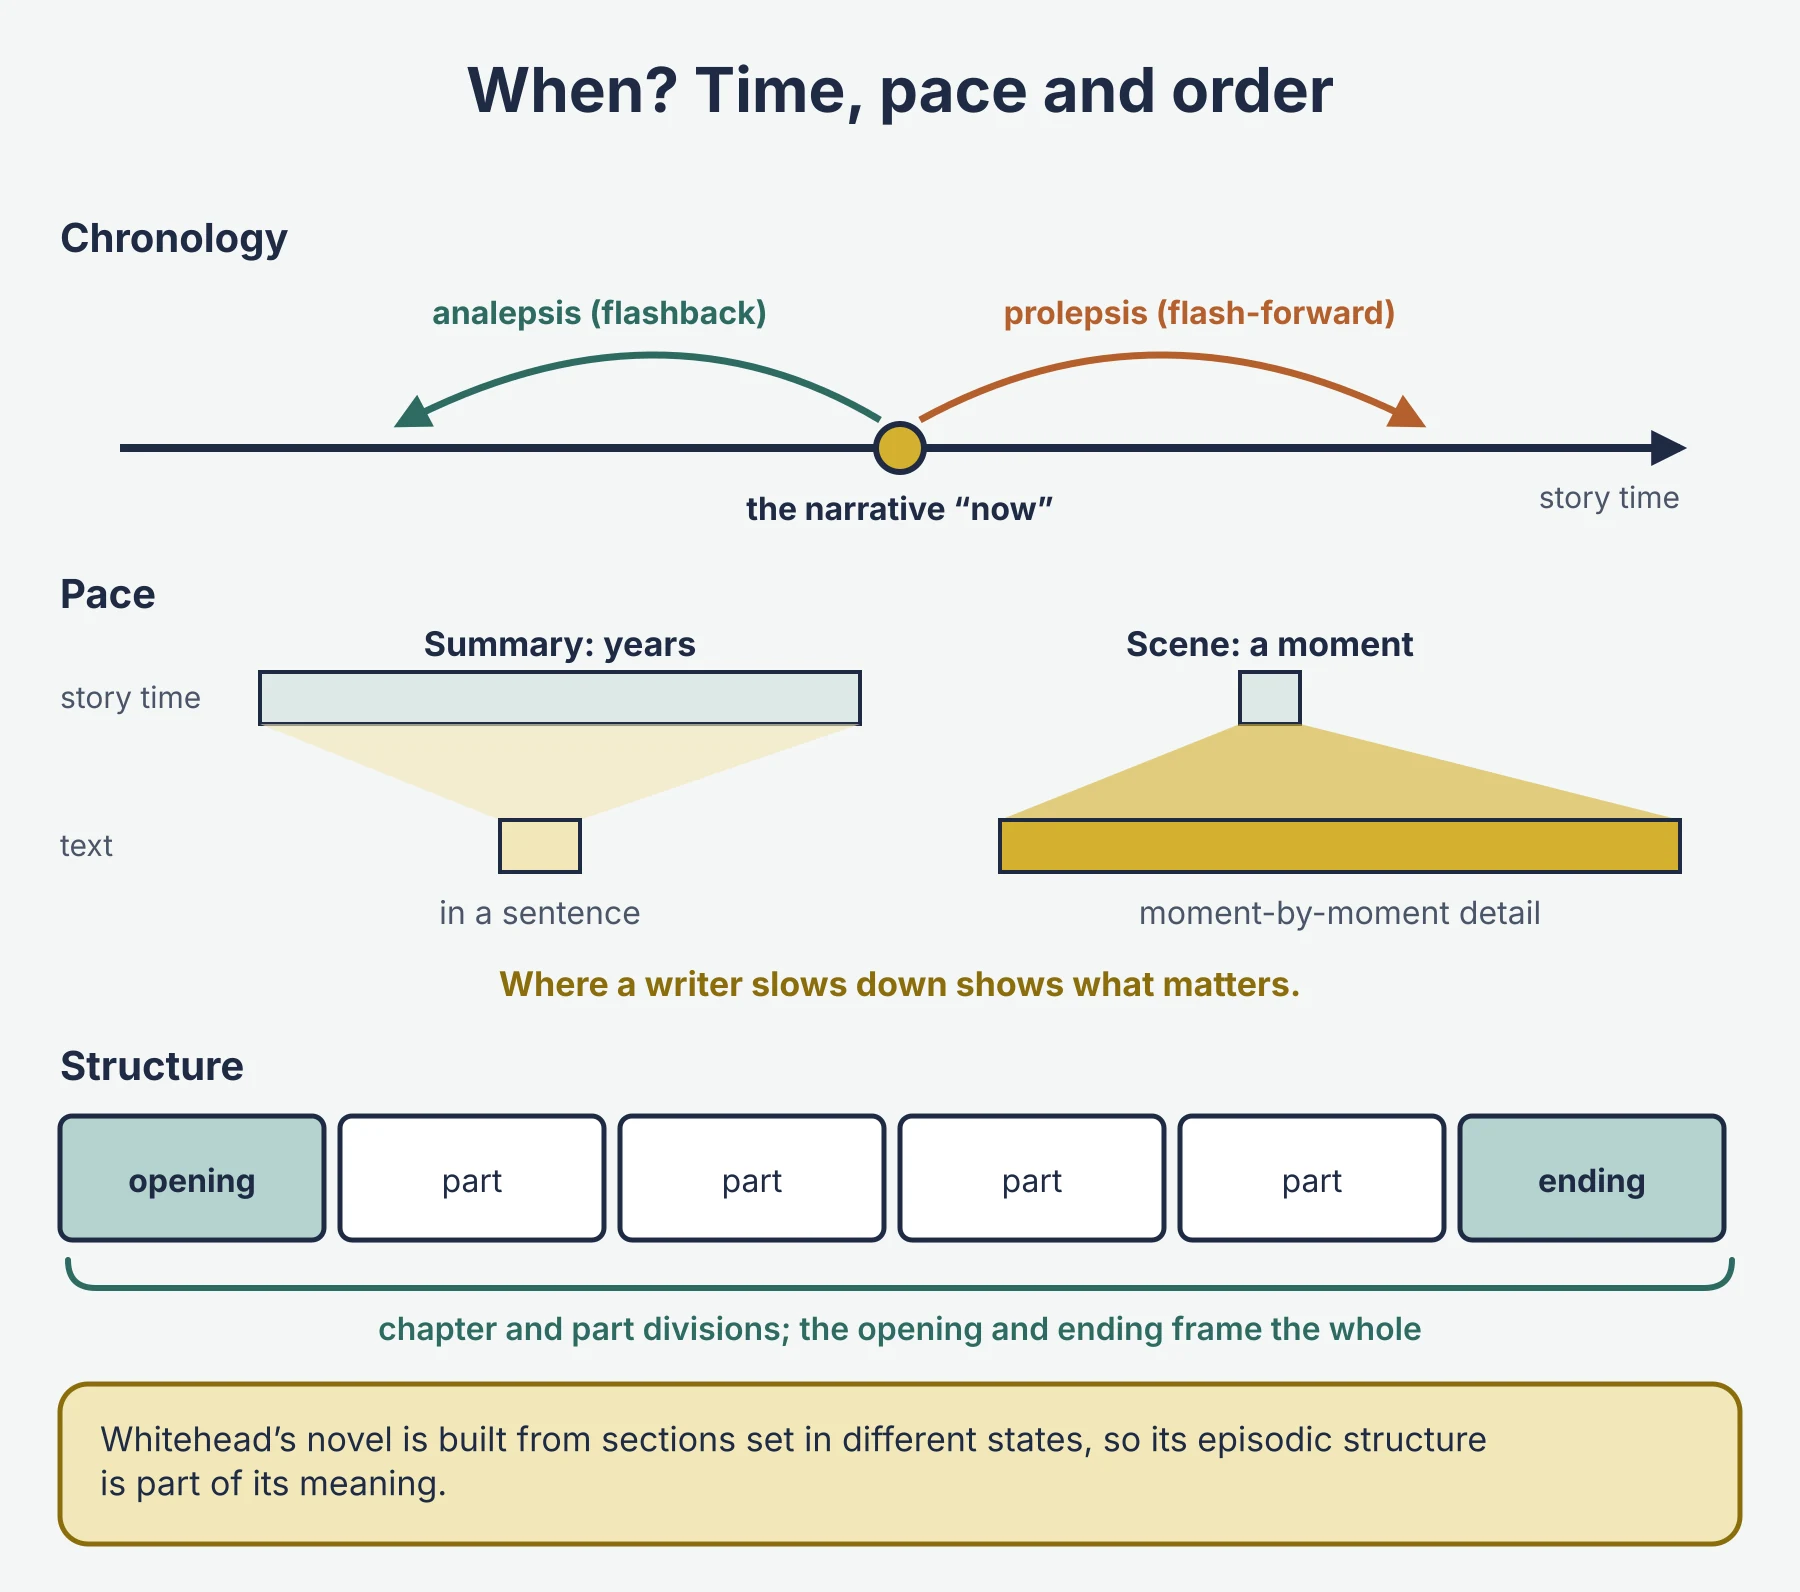 When? Time, pace and order
Chronology
analepsis (flashback)
prolepsis (flash-forward)
the narrative “now”
story time
Pace
Summary: years
Scene: a moment
story time
text
in a sentence
moment-by-moment detail
Where a writer slows down shows what matters.
Structure
opening
part
part
part
part
ending
chapter and part divisions; the opening and ending frame the whole
Whitehead’s novel is built from sections set in different states, so its episodic structure
is part of its meaning.